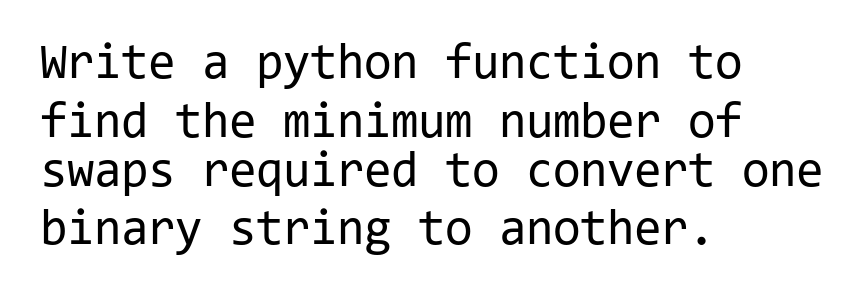 Write a python function to
find the minimum number of
swaps required to convert one
binary string to another.